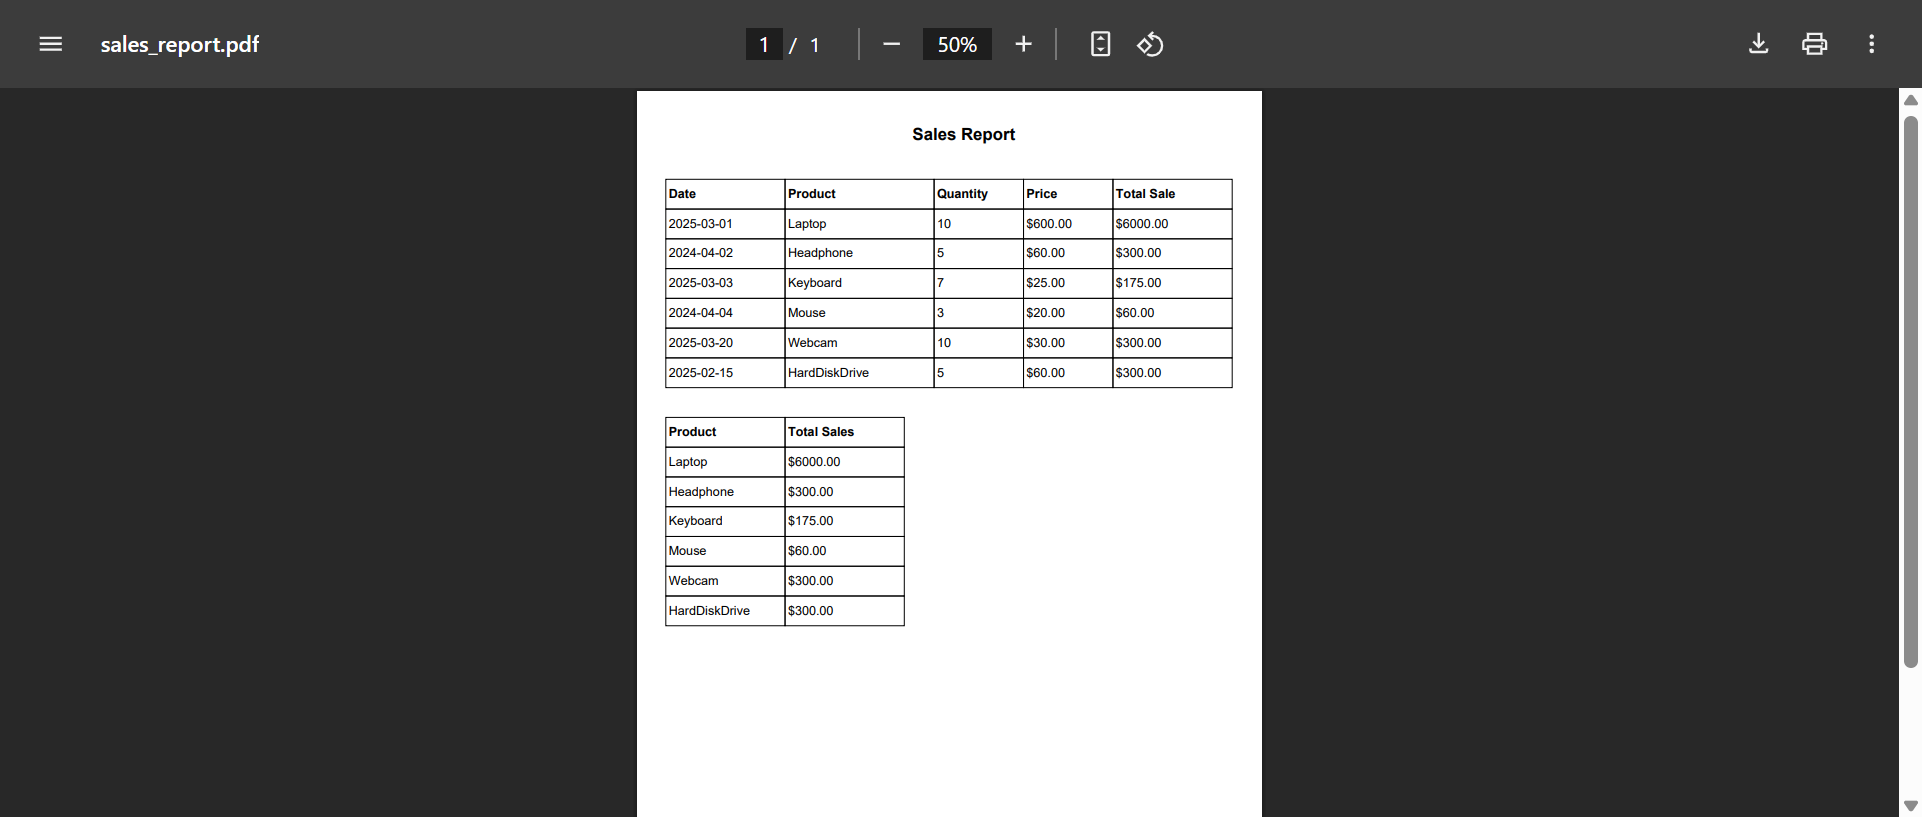 sales_report.pdf 1 / 1 50%
Sales Report
Date Product Quantity Price Total Sale
2025-03-01 Laptop 10 $600.00 $6000.00
2024-04-02 Headphone 5 $60.00 $300.00
2025-03-03 Keyboard 7 $25.00 $175.00
2024-04-04 Mouse 3 $20.00 $60.00
2025-03-20 Webcam 10 $30.00 $300.00
2025-02-15 HardDiskDrive 5 $60.00 $300.00
Product Total Sales
Laptop $6000.00
Headphone $300.00
Keyboard $175.00
Mouse $60.00
Webcam $300.00
HardDiskDrive $300.00